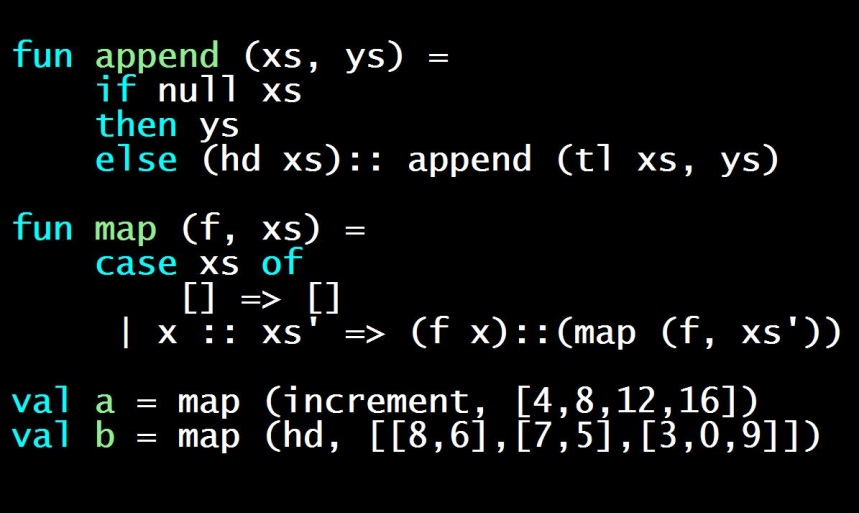 fun append (xs, ys) =
    if null xs
    then ys
    else (hd xs):: append (tl xs, ys)

fun map (f, xs) =
    case xs of
        [] => []
     | x :: xs' => (f x)::(map (f, xs'))

val a = map (increment, [4,8,12,16])
val b = map (hd, [[8,6],[7,5],[3,0,9]])